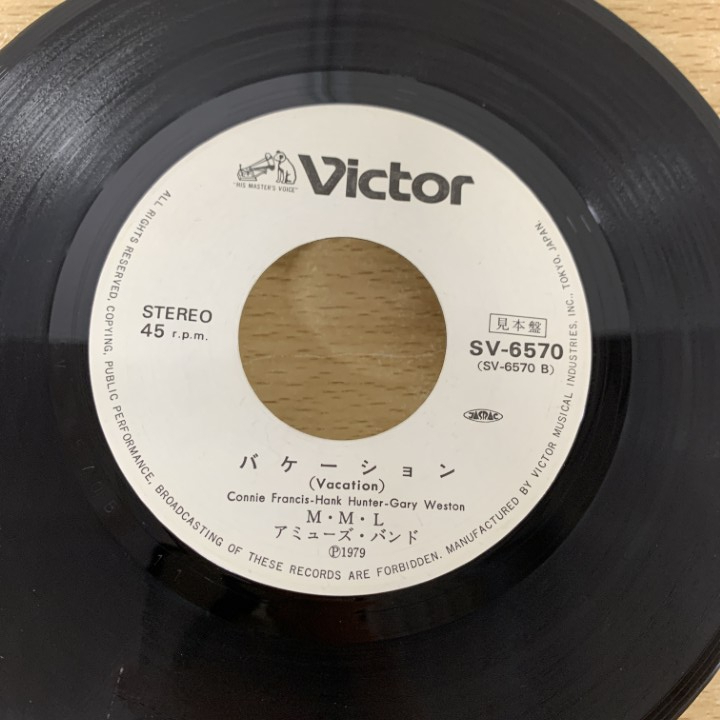 Victor
"HIS MASTER'S VOICE"
STEREO
45 r.p.m.
見本盤
SV-6570
(SV-6570 B)
JASRAC
バケーション
(Vacation)
Connie Francis-Hank Hunter-Gary Weston
M・M・L
アミューズ・バンド
Ⓟ1979
ALL RIGHTS RESERVED, COPYING, PUBLIC PERFORMANCE, BROADCASTING OF THESE RECORDS ARE FORBIDDEN. MANUFACTURED BY VICTOR MUSICAL INDUSTRIES, INC., TOKYO, JAPAN.